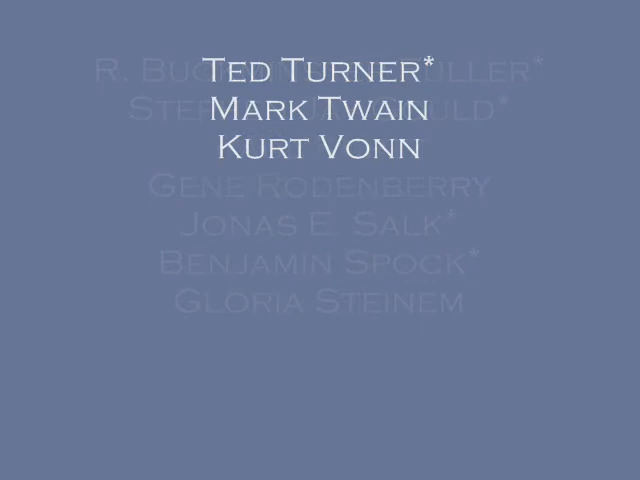 Ted Turner*
Mark Twain
Kurt Vonn
Gene Rodenberry
Jonas E. Salk*
Benjamin Spock*
Gloria Steinem